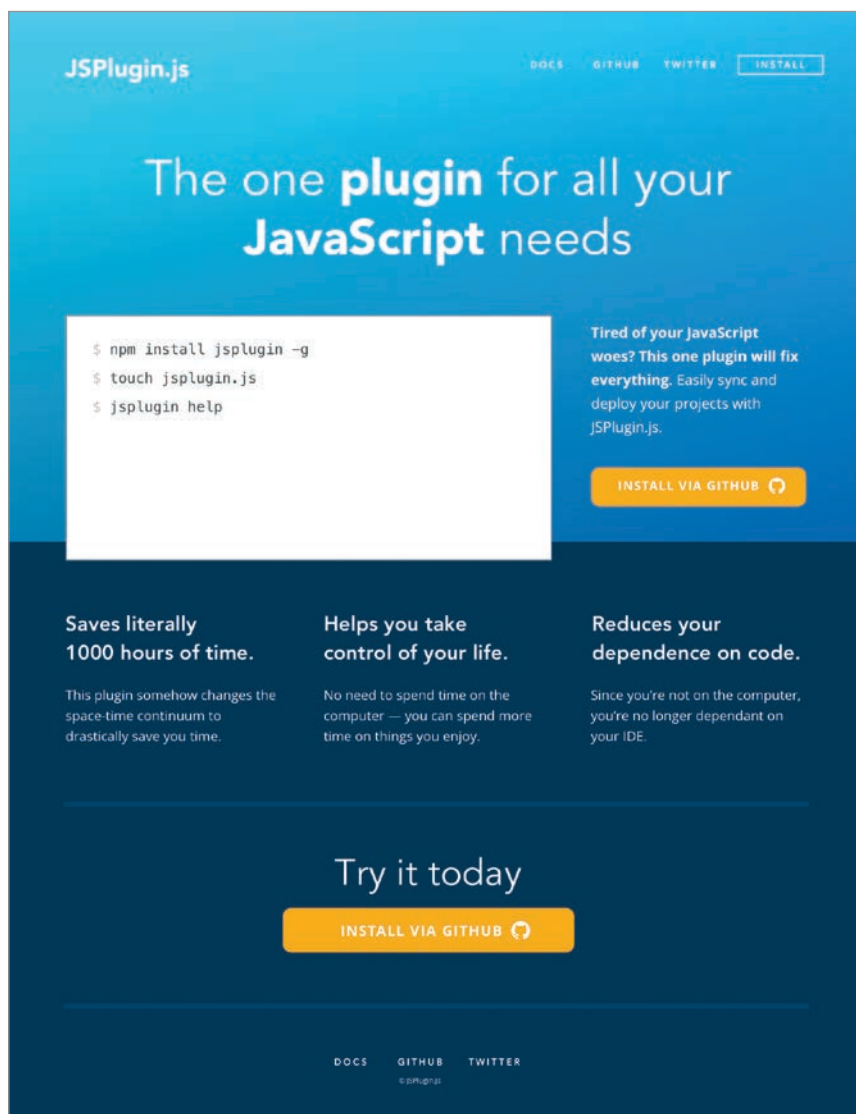 JSPlugin.js
DOCS GITHUB TWITTER INSTALL
The one plugin for all your
JavaScript needs
$ npm install jsplugin –g
$ touch jsplugin.js
$ jsplugin help
Tired of your JavaScript
woes? This one plugin will fix
everything. Easily sync and
deploy your projects with
JSPlugin.js.
INSTALL VIA GITHUB
Saves literally
1000 hours of time.
This plugin somehow changes the
space-time continuum to
drastically save you time.
Helps you take
control of your life.
No need to spend time on the
computer — you can spend more
time on things you enjoy.
Reduces your
dependence on code.
Since you’re not on the computer,
you’re no longer dependant on
your IDE.
Try it today
INSTALL VIA GITHUB
DOCS GITHUB TWITTER
© JSPlugin.js